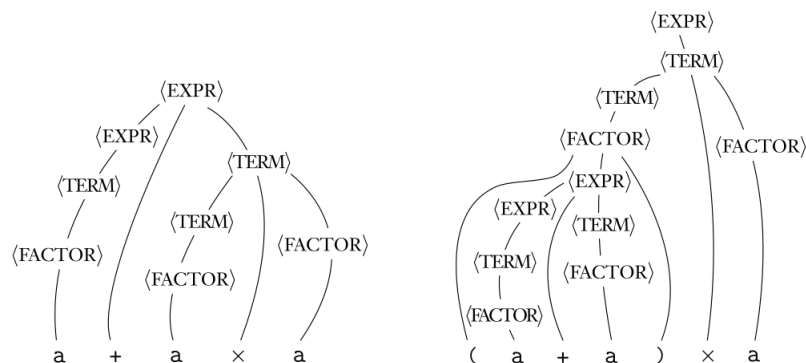 ⟨EXPR⟩
⟨EXPR⟩
⟨TERM⟩
⟨TERM⟩
⟨TERM⟩
⟨FACTOR⟩
⟨FACTOR⟩
⟨FACTOR⟩
a + a × a
⟨EXPR⟩
⟨TERM⟩
⟨TERM⟩
⟨FACTOR⟩
⟨FACTOR⟩
⟨EXPR⟩
⟨EXPR⟩
⟨TERM⟩
⟨TERM⟩
⟨FACTOR⟩
⟨FACTOR⟩
( a + a ) × a